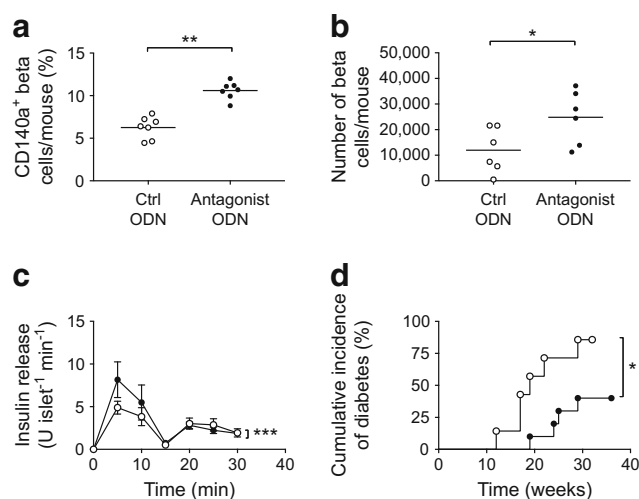 a
**
CD140a+ beta
cells/mouse (%)
15
10
5
0
Ctrl
ODN
Antagonist
ODN
b
*
Number of beta
cells/mouse
50,000
40,000
30,000
20,000
10,000
0
Ctrl
ODN
Antagonist
ODN
c
Insulin release
(U islet⁻¹ min⁻¹)
15
10
5
0
***
0
10
20
30
40
Time (min)
d
Cumulative incidence
of diabetes (%)
100
75
50
25
0
*
0
10
20
30
40
Time (weeks)